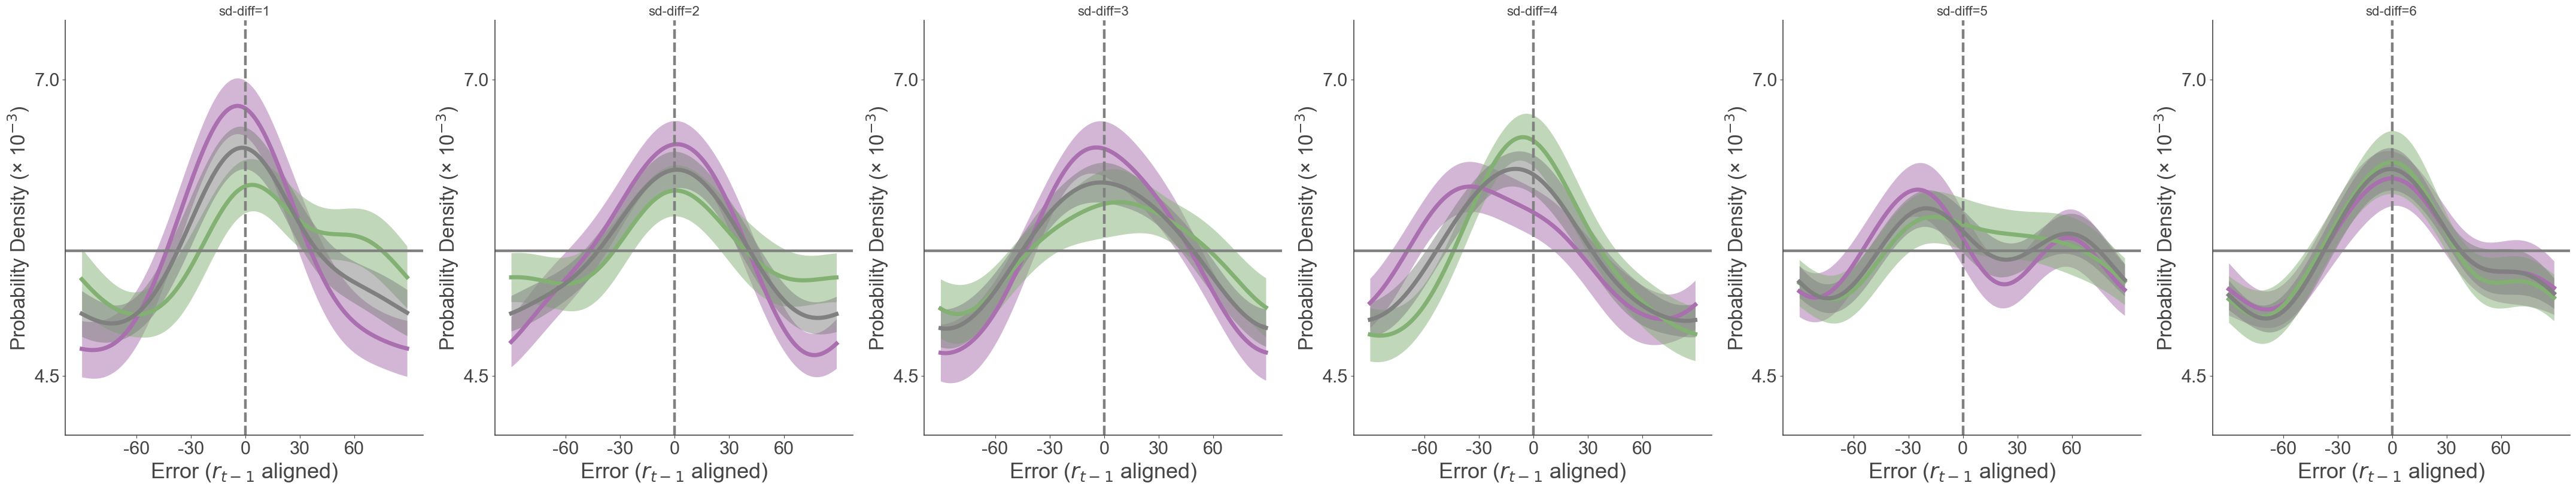 sd-diff=1
Probability Density (× 10⁻³)
7.0
4.5
-60 -30 0 30 60
Error (rₜ₋₁ aligned)
sd-diff=2
Probability Density (× 10⁻³)
7.0
4.5
-60 -30 0 30 60
Error (rₜ₋₁ aligned)
sd-diff=3
Probability Density (× 10⁻³)
7.0
4.5
-60 -30 0 30 60
Error (rₜ₋₁ aligned)
sd-diff=4
Probability Density (× 10⁻³)
7.0
4.5
-60 -30 0 30 60
Error (rₜ₋₁ aligned)
sd-diff=5
Probability Density (× 10⁻³)
7.0
4.5
-60 -30 0 30 60
Error (rₜ₋₁ aligned)
sd-diff=6
Probability Density (× 10⁻³)
7.0
4.5
-60 -30 0 30 60
Error (rₜ₋₁ aligned)